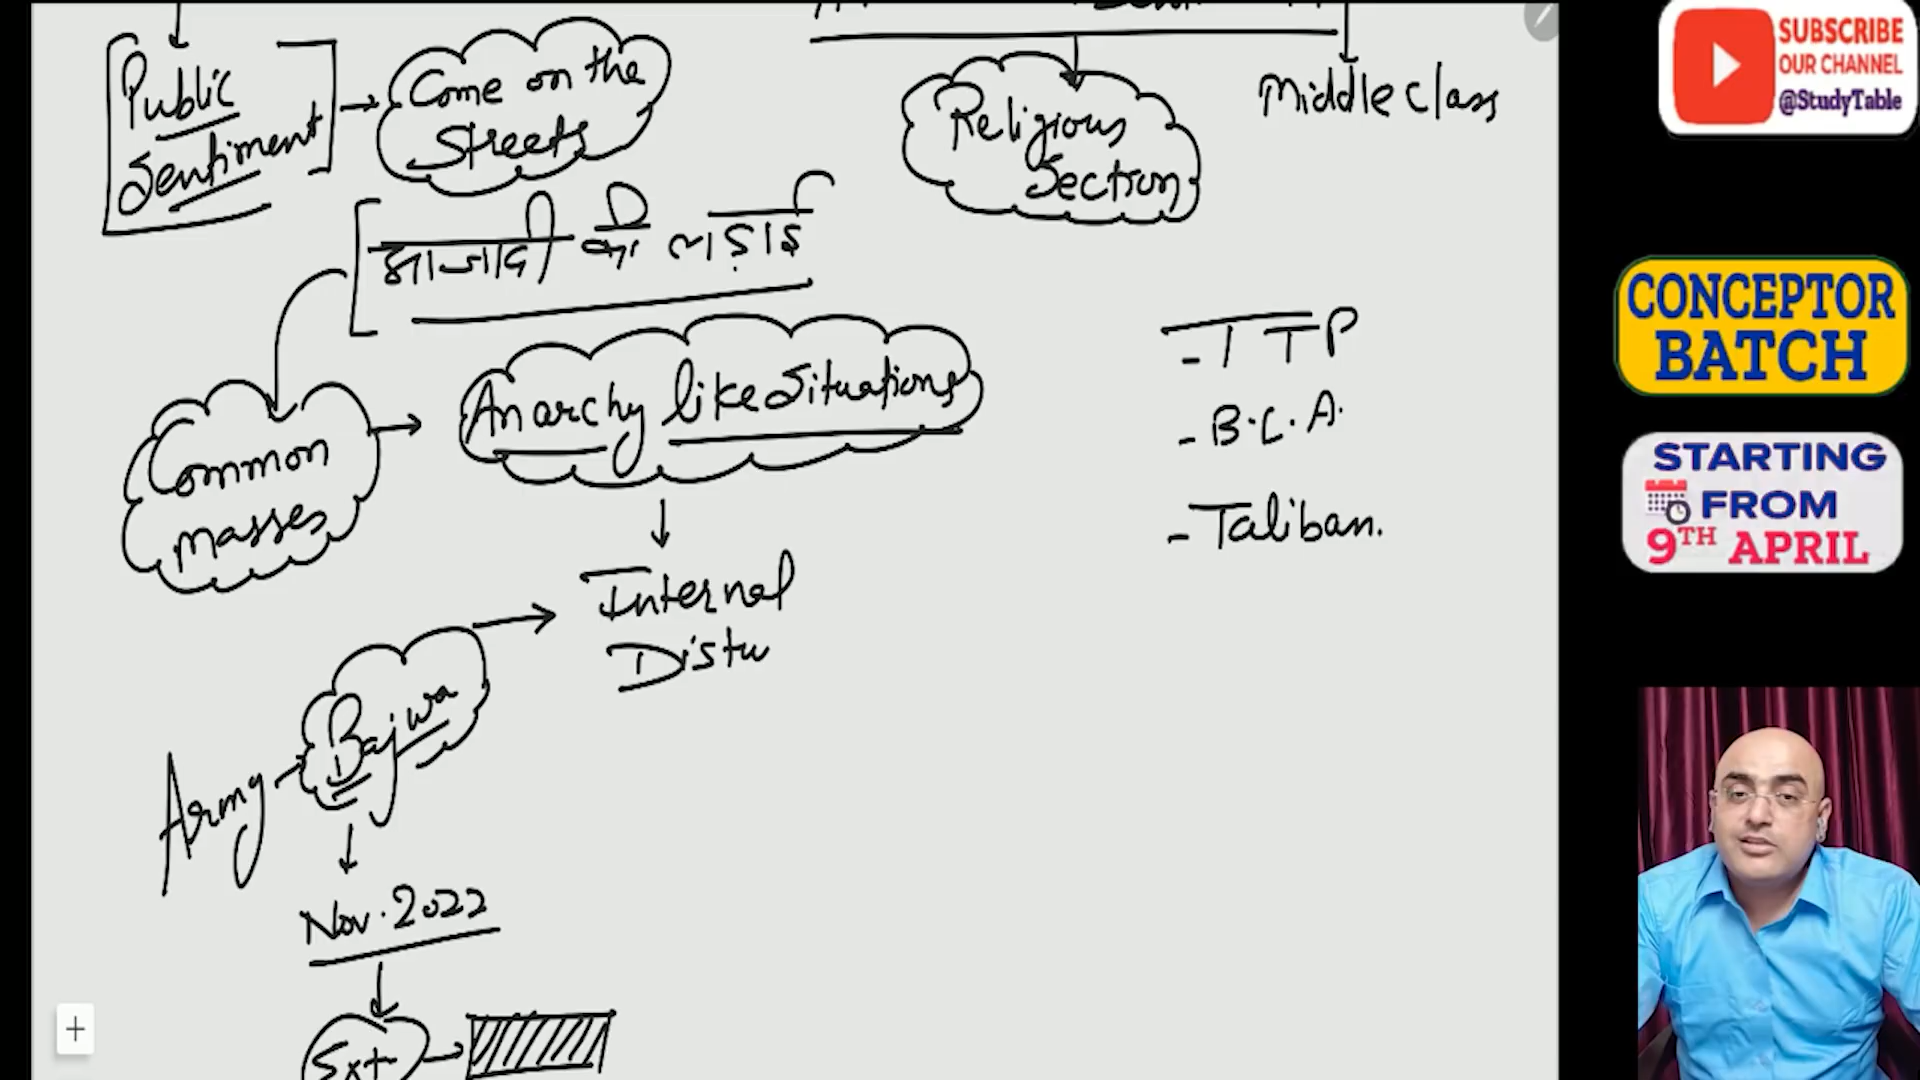 Public
Sentiment
Come on the
Streets
Religious
Section
Middle class
आजादी की लड़ाई
Common
masses
Anarchy like Situations
- TTP
- B.L.A.
- Taliban.
Internal
Distu
Army
Bajwa
Nov. 2022
Ext
SUBSCRIBE
OUR CHANNEL
@StudyTable
CONCEPTOR
BATCH
STARTING
FROM
9TH APRIL